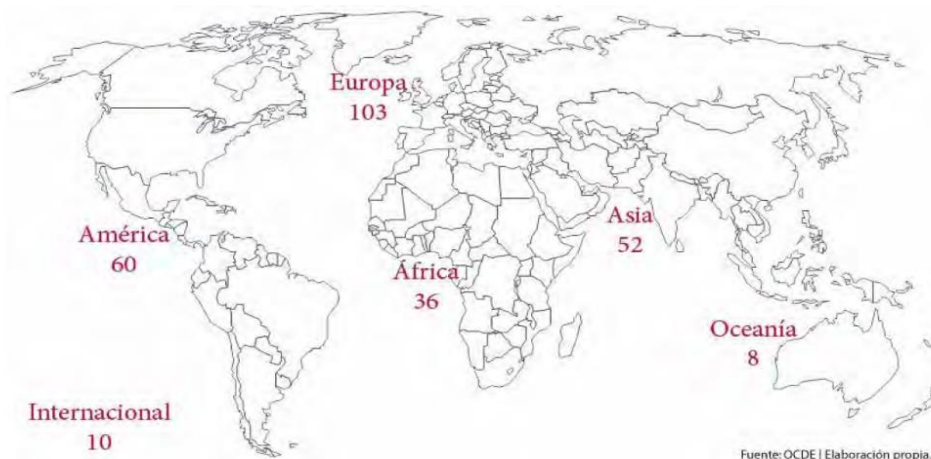 Europa
103
América
60
África
36
Asia
52
Oceanía
8
Internacional
10
Fuente: OCDE | Elaboración propia.